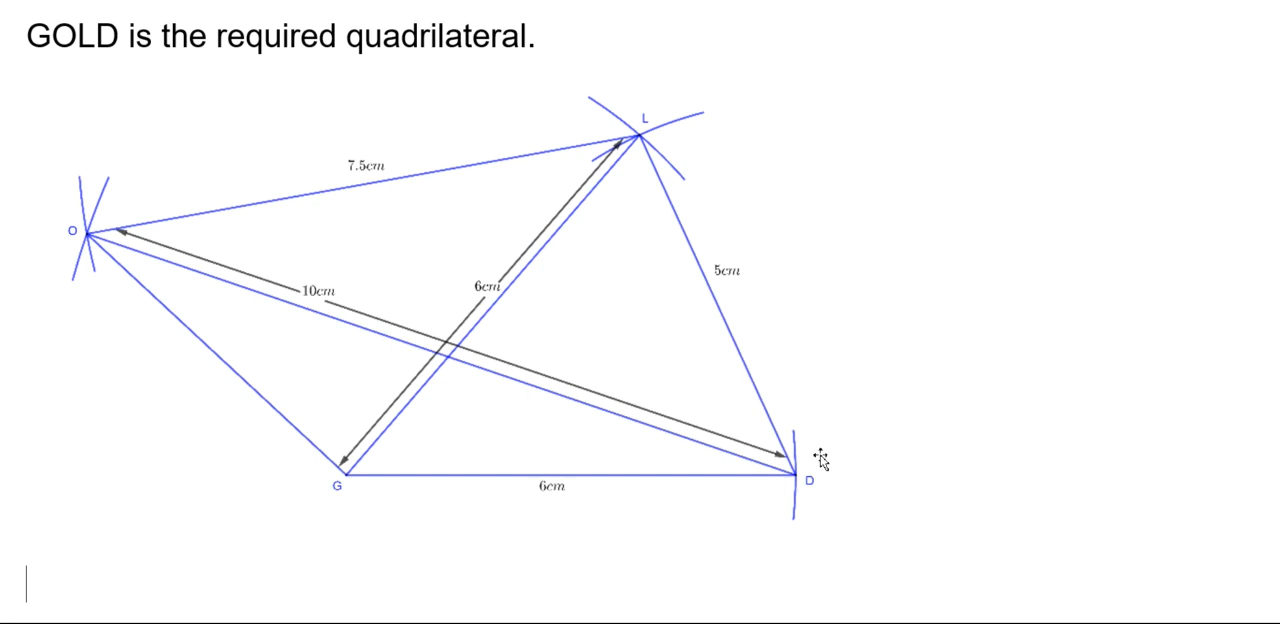 GOLD is the required quadrilateral.
L
7.5cm
O
5cm
6cm
10cm
D
G
6cm